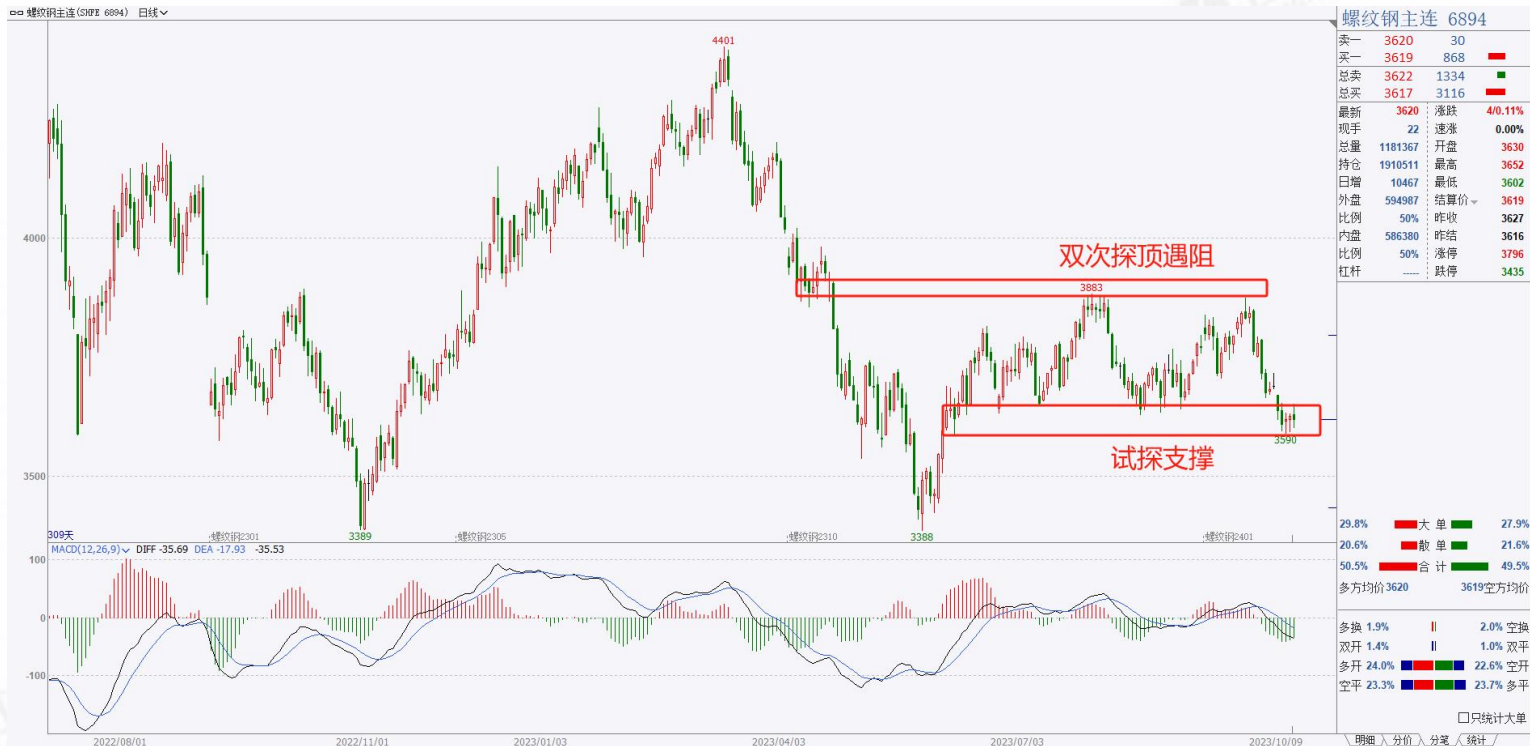 螺纹钢主连(SHFE 6894) 日线
4401
4000
双次探顶遇阻
3883
3590
试探支撑
3500
309天
螺纹钢2301
3389
螺纹钢2305
螺纹钢2310
3388
螺纹钢2401
MACD(12,26,9) DIFF -35.69 DEA -17.93 -35.53
100
0
-100
2022/08/01 2022/11/01 2023/01/03 2023/04/03 2023/07/03 2023/10/09
螺纹钢主连 6894
卖一 3620 30
买一 3619 868
总卖 3622 1334
总买 3617 3116
最新 3620 涨跌 4/0.11%
现手 22 速涨 0.00%
总量 1181367 开盘 3630
持仓 1910511 最高 3652
日增 10467 最低 3602
外盘 594987 结算价 3619
比例 50% 昨收 3627
内盘 586380 昨结 3616
比例 50% 涨停 3796
杠杆 ----- 跌停 3435
29.8% 大单 27.9%
20.6% 散单 21.6%
50.5% 合计 49.5%
多方均价3620 3619空方均价
多换 1.9% 2.0% 空换
双开 1.4% 1.0% 双平
多开 24.0% 22.6% 空开
空平 23.3% 23.7% 多平
只统计大单
明细 分价 分笔 统计